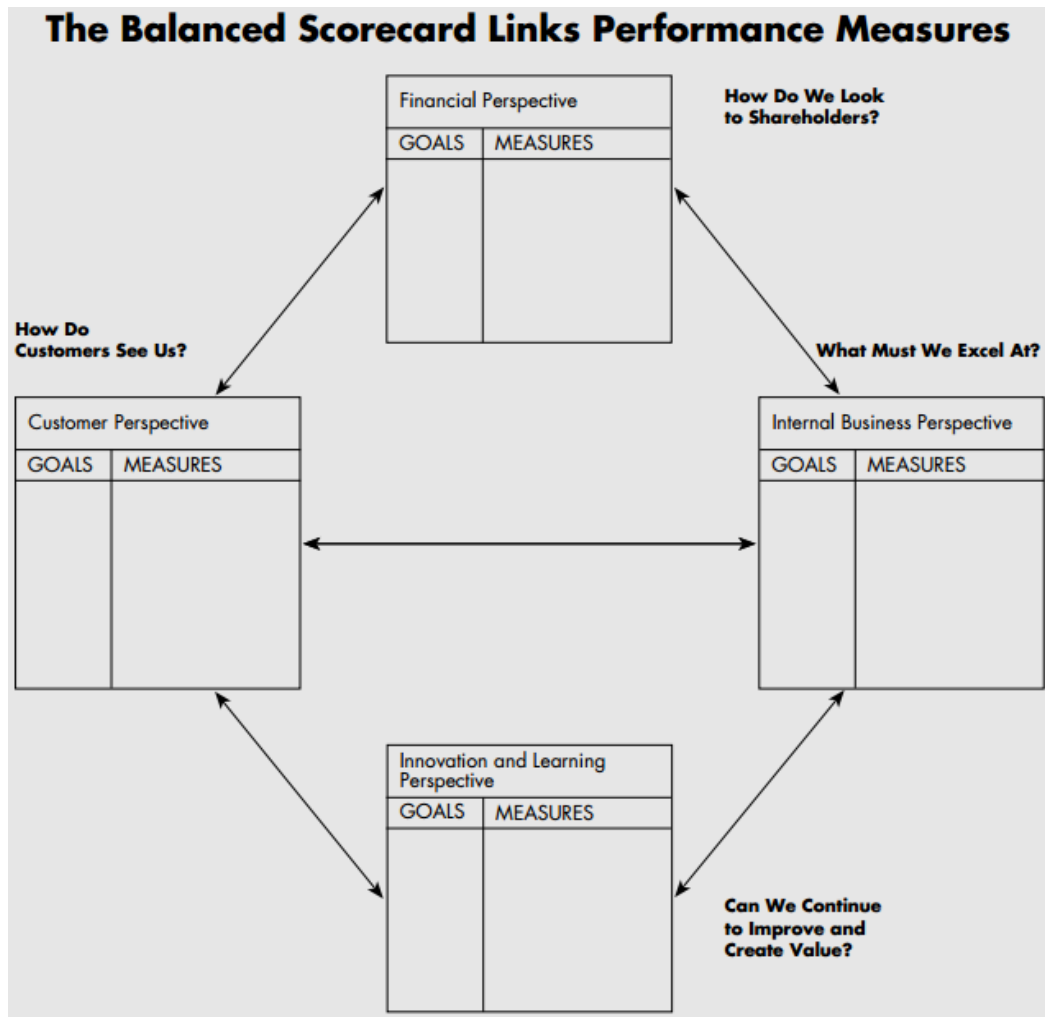 The Balanced Scorecard Links Performance Measures
Financial Perspective
GOALS MEASURES
How Do We Look
to Shareholders?
How Do
Customers See Us?
What Must We Excel At?
Customer Perspective
GOALS MEASURES
Internal Business Perspective
GOALS MEASURES
Innovation and Learning
Perspective
GOALS MEASURES
Can We Continue
to Improve and
Create Value?